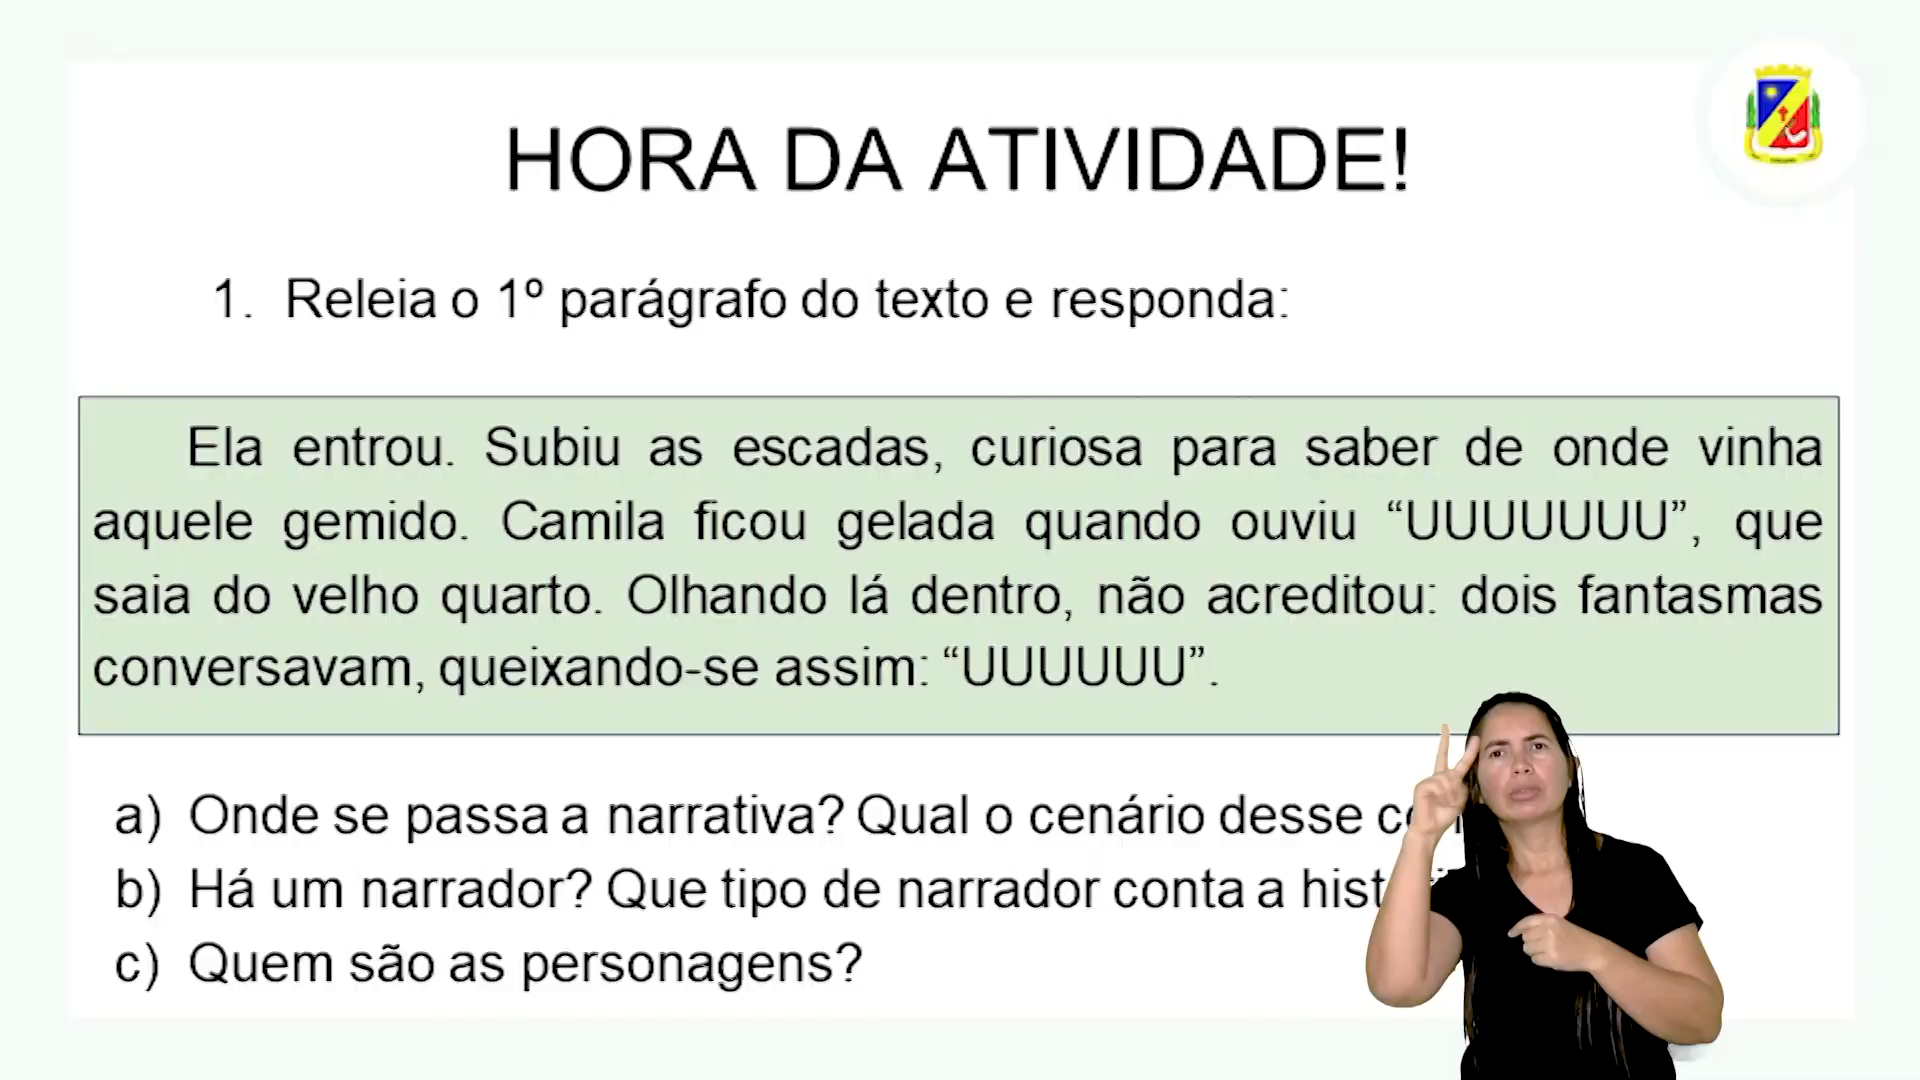 HORA DA ATIVIDADE!
1. Releia o 1º parágrafo do texto e responda:
Ela entrou. Subiu as escadas, curiosa para saber de onde vinha
aquele gemido. Camila ficou gelada quando ouviu “UUUUUUU”, que
saia do velho quarto. Olhando lá dentro, não acreditou: dois fantasmas
conversavam, queixando-se assim: “UUUUUU”.
a) Onde se passa a narrativa? Qual o cenário desse
b) Há um narrador? Que tipo de narrador conta a
c) Quem são as personagens?